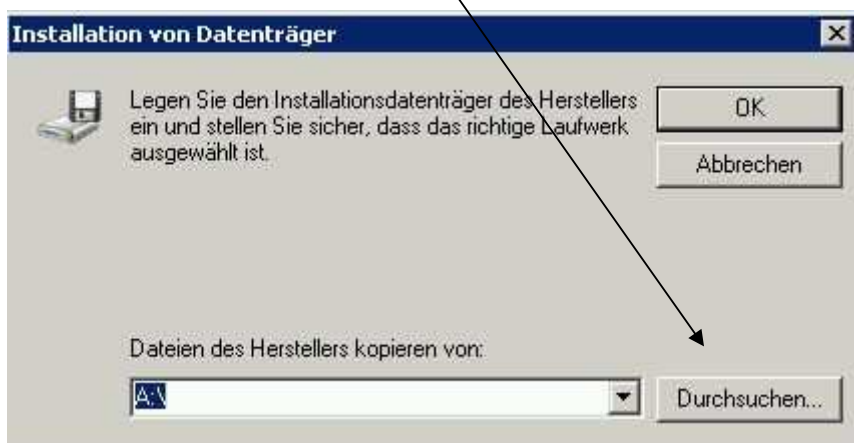 Installation von Datenträger
Legen Sie den Installationsdatenträger des Herstellers
ein und stellen Sie sicher, dass das richtige Laufwerk
ausgewählt ist.
OK
Abbrechen
Dateien des Herstellers kopieren von:
A:\
Durchsuchen...